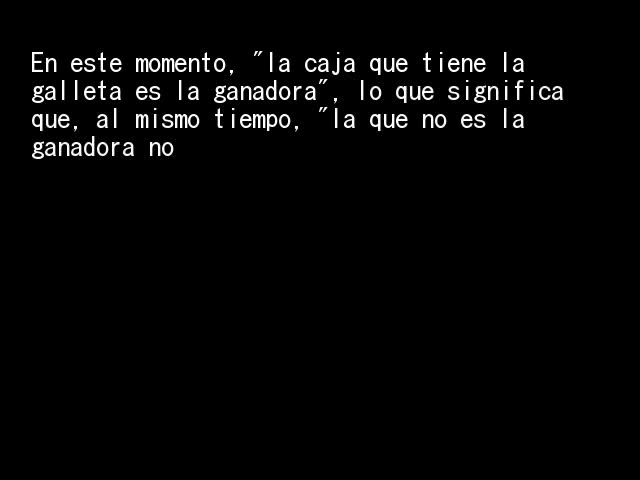 En este momento, "la caja que tiene la
galleta es la ganadora", lo que significa
que, al mismo tiempo, "la que no es la
ganadora no